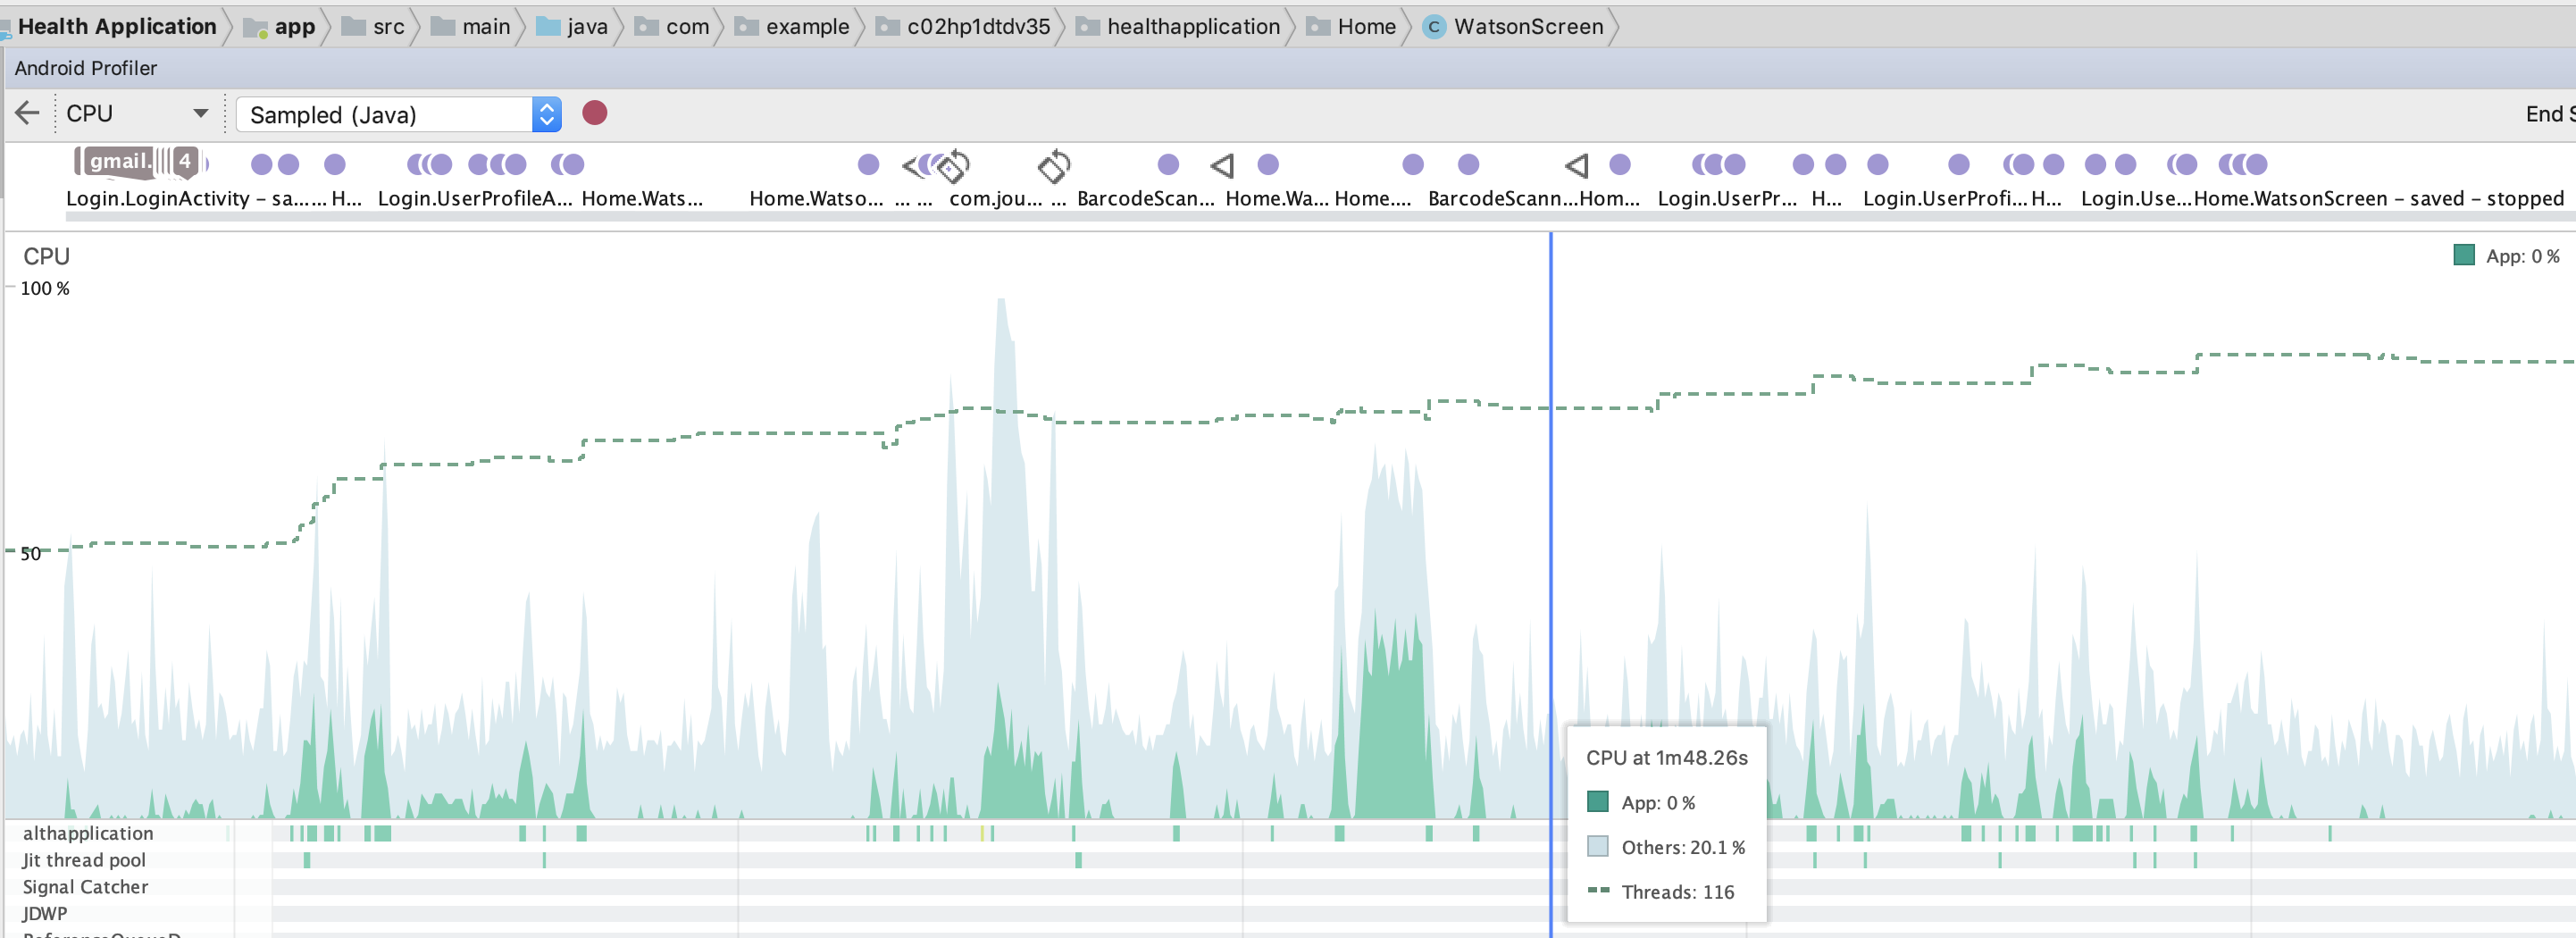 Health Application app src main java com example c02hp1dtdv35 healthapplication Home C WatsonScreen
Android Profiler
CPU Sampled (Java) End S
gmail. 4
Login.LoginActivity – sa...... H... Login.UserProfileA... Home.Wats... Home.Watso... ... ... com.jou... ... BarcodeScan... Home.Wa... Home.... BarcodeScann...Hom... Login.UserPr... H... Login.UserProfi... H... Login.Use...Home.WatsonScreen – saved – stopped
CPU
App: 0 %
100 %
50
CPU at 1m48.26s
App: 0 %
Others: 20.1 %
Threads: 116
althapplication
Jit thread pool
Signal Catcher
JDWP